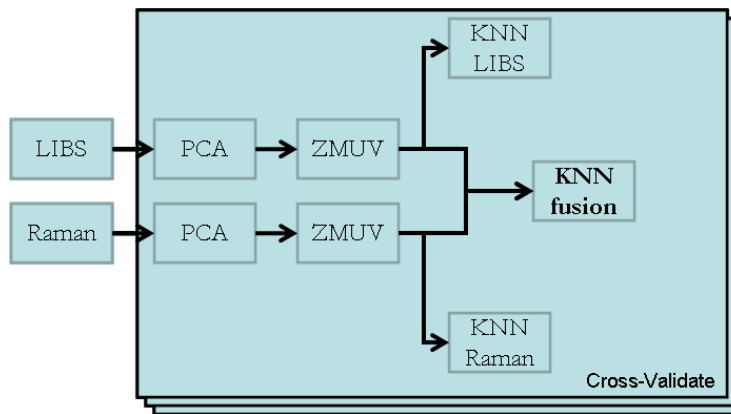 KNN
LIBS
LIBS
PCA
ZMUV
KNN
fusion
Raman
PCA
ZMUV
KNN
Raman
Cross-Validate